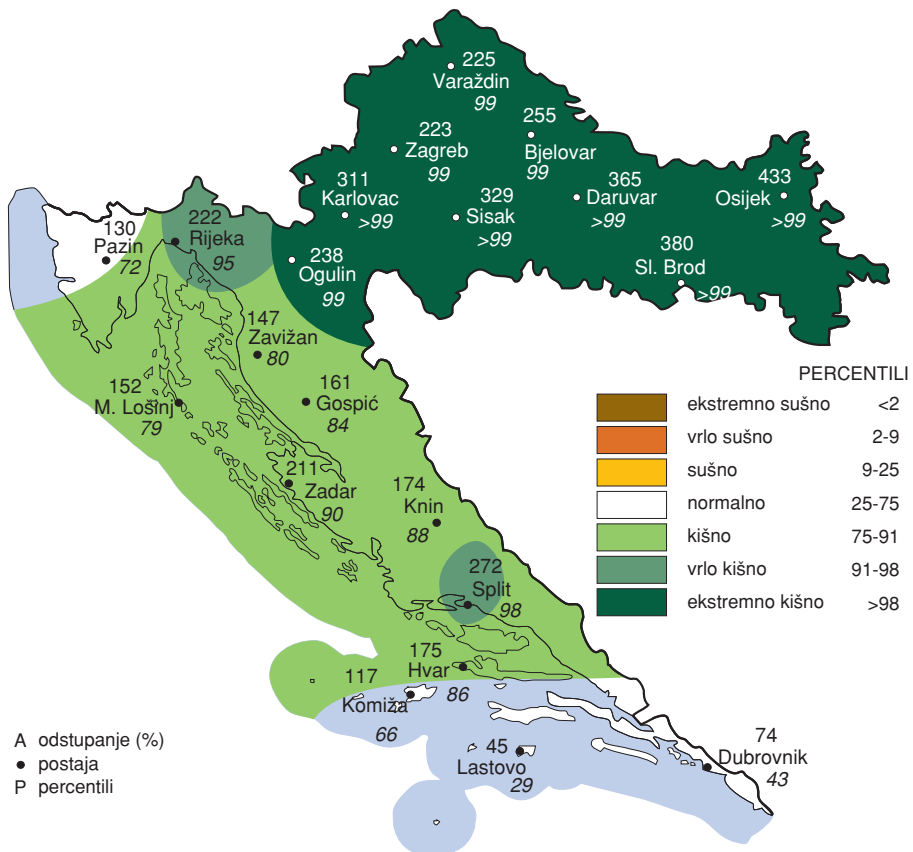 225
Varaždin
99
223
Zagreb
99
255
Bjelovar
99
311
Karlovac
>99
329
Sisak
>99
365
Daruvar
>99
433
Osijek
>99
380
Sl. Brod
>99
238
Ogulin
99
130
Pazin
72
222
Rijeka
95
147
Zavižan
80
152
M. Lošinj
79
161
Gospić
84
211
Zadar
90
174
Knin
88
272
Split
98
175
Hvar
86
117
Komiža
66
45
Lastovo
29
74
Dubrovnik
43
PERCENTILI
ekstremno sušno <2
vrlo sušno 2-9
sušno 9-25
normalno 25-75
kišno 75-91
vrlo kišno 91-98
ekstremno kišno >98
A odstupanje (%)
● postaja
P percentili